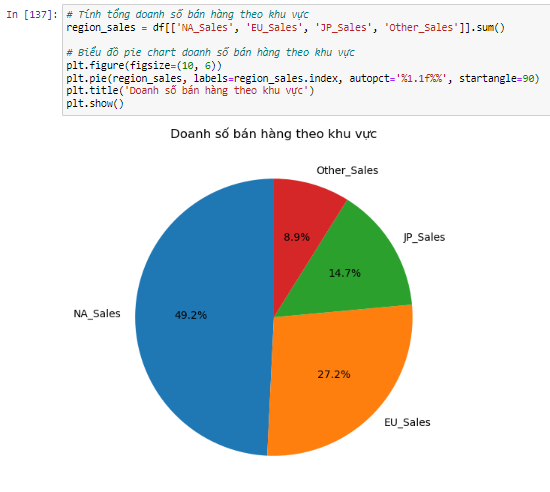 In [137]: # Tính tổng doanh số bán hàng theo khu vực
region_sales = df[['NA_Sales', 'EU_Sales', 'JP_Sales', 'Other_Sales']].sum()
# Biểu đồ pie chart doanh số bán hàng theo khu vực
plt.figure(figsize=(10, 6))
plt.pie(region_sales, labels=region_sales.index, autopct='%1.1f%%', startangle=90)
plt.title('Doanh số bán hàng theo khu vực')
plt.show()
Doanh số bán hàng theo khu vực
Other_Sales
8.9%
JP_Sales
14.7%
NA_Sales
49.2%
27.2%
EU_Sales